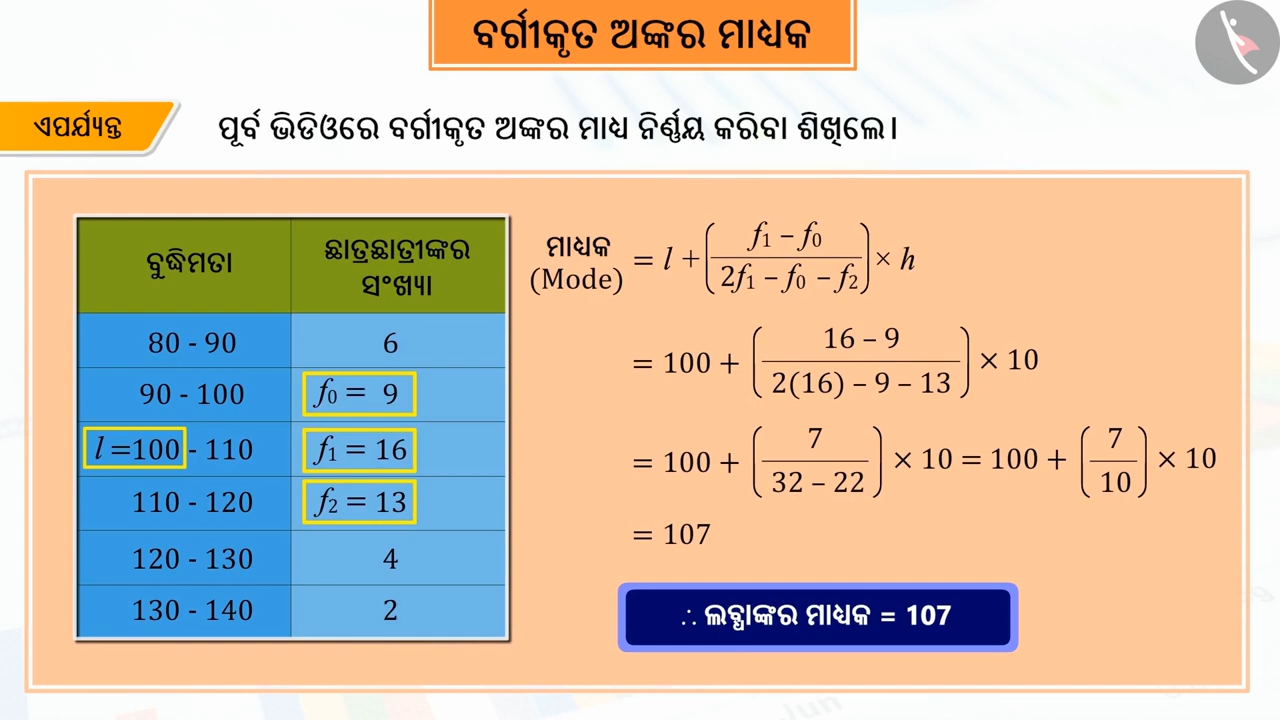 ବର୍ଗୀକୃତ ଅଙ୍କର ମାଧ୍ୟକ
ଏପର୍ଯ୍ୟନ୍ତ
ପୂର୍ବ ଭିଡିଓରେ ବର୍ଗୀକୃତ ଅଙ୍କର ମାଧ୍ୟ ନିର୍ଣ୍ଣୟ କରିବା ଶିଖିଲେ।
ବୁଦ୍ଧିମତା ଛାତ୍ରଛାତ୍ରୀଙ୍କର ସଂଖ୍ୟା
80 - 90 6
90 - 100 f₀ = 9
l =100 - 110 f₁ = 16
110 - 120 f₂ = 13
120 - 130 4
130 - 140 2
ମାଧ୍ୟକ (Mode) = l + ((f₁ – f₀)/(2f₁ – f₀ – f₂)) × h
= 100 + ((16 – 9)/(2(16) – 9 – 13)) × 10
= 100 + (7/(32 – 22)) × 10 = 100 + (7/10) × 10
= 107
∴ ଲବ୍ଧାଙ୍କର ମାଧ୍ୟକ = 107